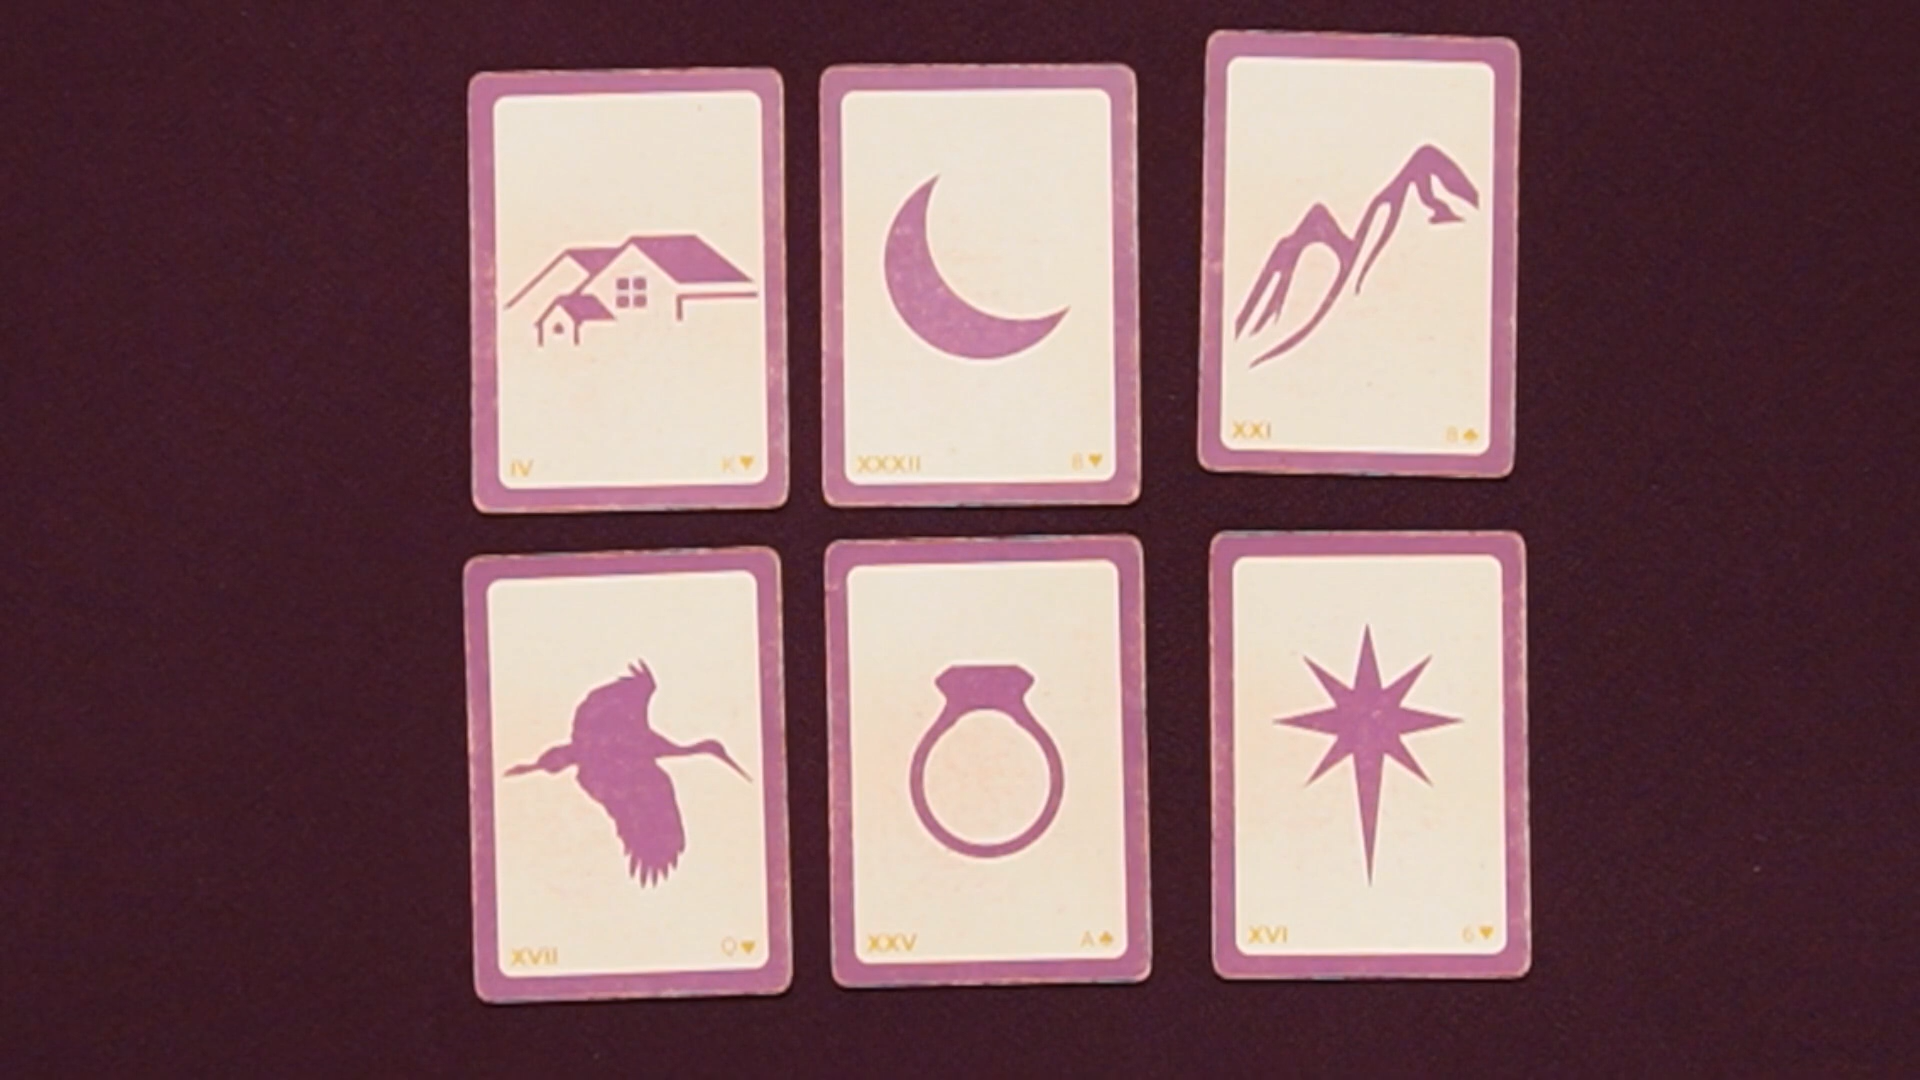 IV K♥
XXXII 8♥
XXI 8♣
XVII Q♥
XXV A♣
XVI 6♥